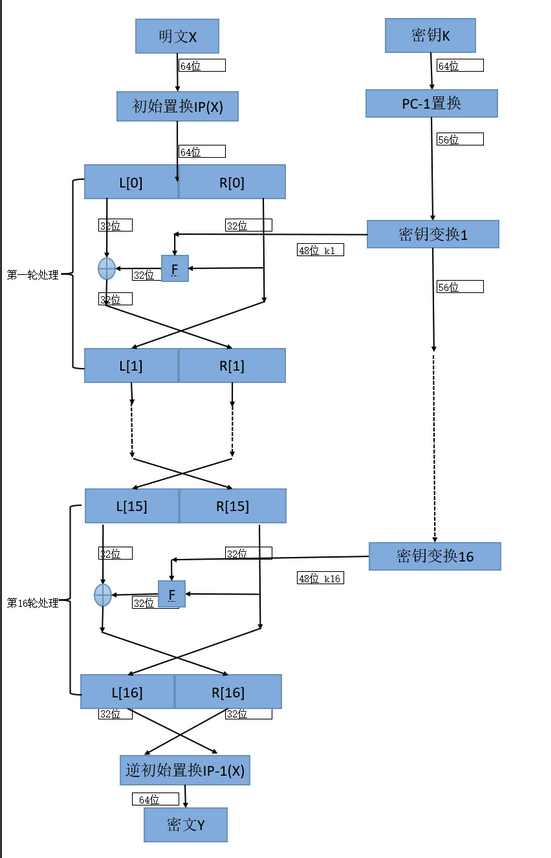 明文X
密钥K
64位
64位
初始置换IP(X)
PC-1置换
56位
64位
L[0]
R[0]
32位
32位
密钥变换1
48位 k1
第一轮处理
32位
F
56位
32位
L[1]
R[1]
L[15]
R[15]
32位
32位
密钥变换16
48位 k16
第16轮处理
32位
F
L[16]
R[16]
32位
32位
逆初始置换IP-1(X)
64位
密文Y